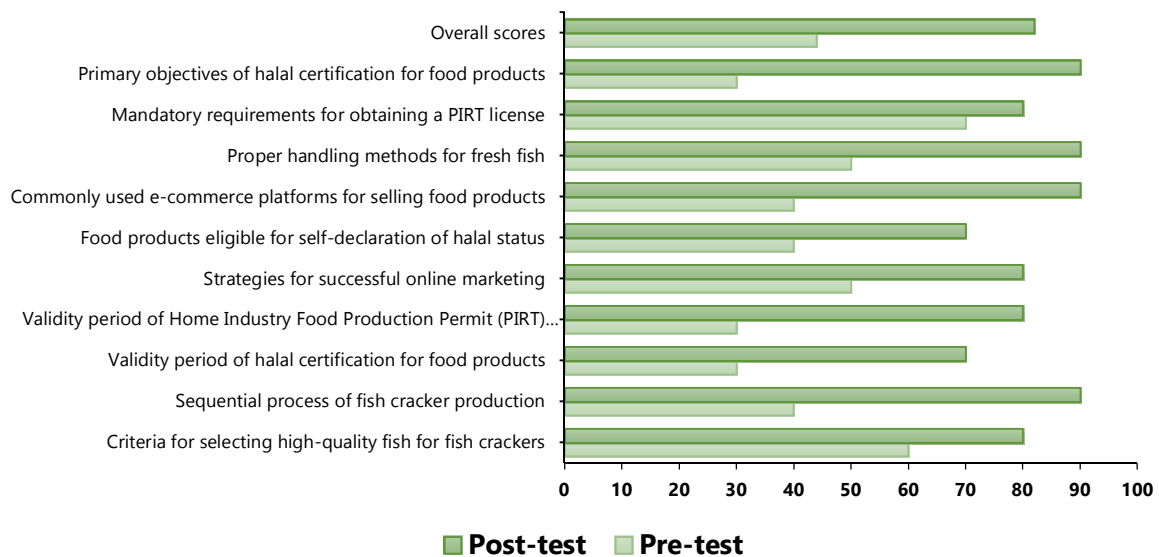 Overall scores
Primary objectives of halal certification for food products
Mandatory requirements for obtaining a PIRT license
Proper handling methods for fresh fish
Commonly used e-commerce platforms for selling food products
Food products eligible for self-declaration of halal status
Strategies for successful online marketing
Validity period of Home Industry Food Production Permit (PIRT)...
Validity period of halal certification for food products
Sequential process of fish cracker production
Criteria for selecting high-quality fish for fish crackers
0 10 20 30 40 50 60 70 80 90 100
Post-test Pre-test